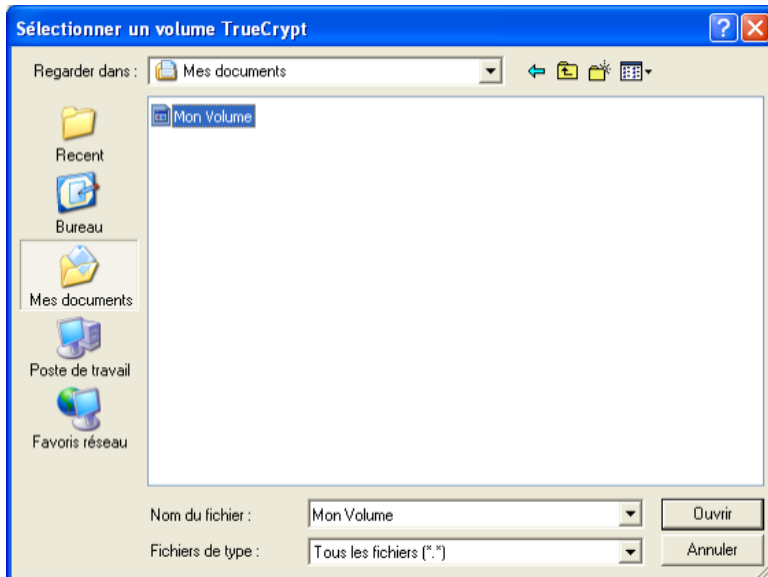 Sélectionner un volume TrueCrypt
Regarder dans :
Mes documents
Mon Volume
Recent
Bureau
Mes documents
Poste de travail
Favoris réseau
Nom du fichier :
Mon Volume
Ouvrir
Fichiers de type :
Tous les fichiers (*.*)
Annuler